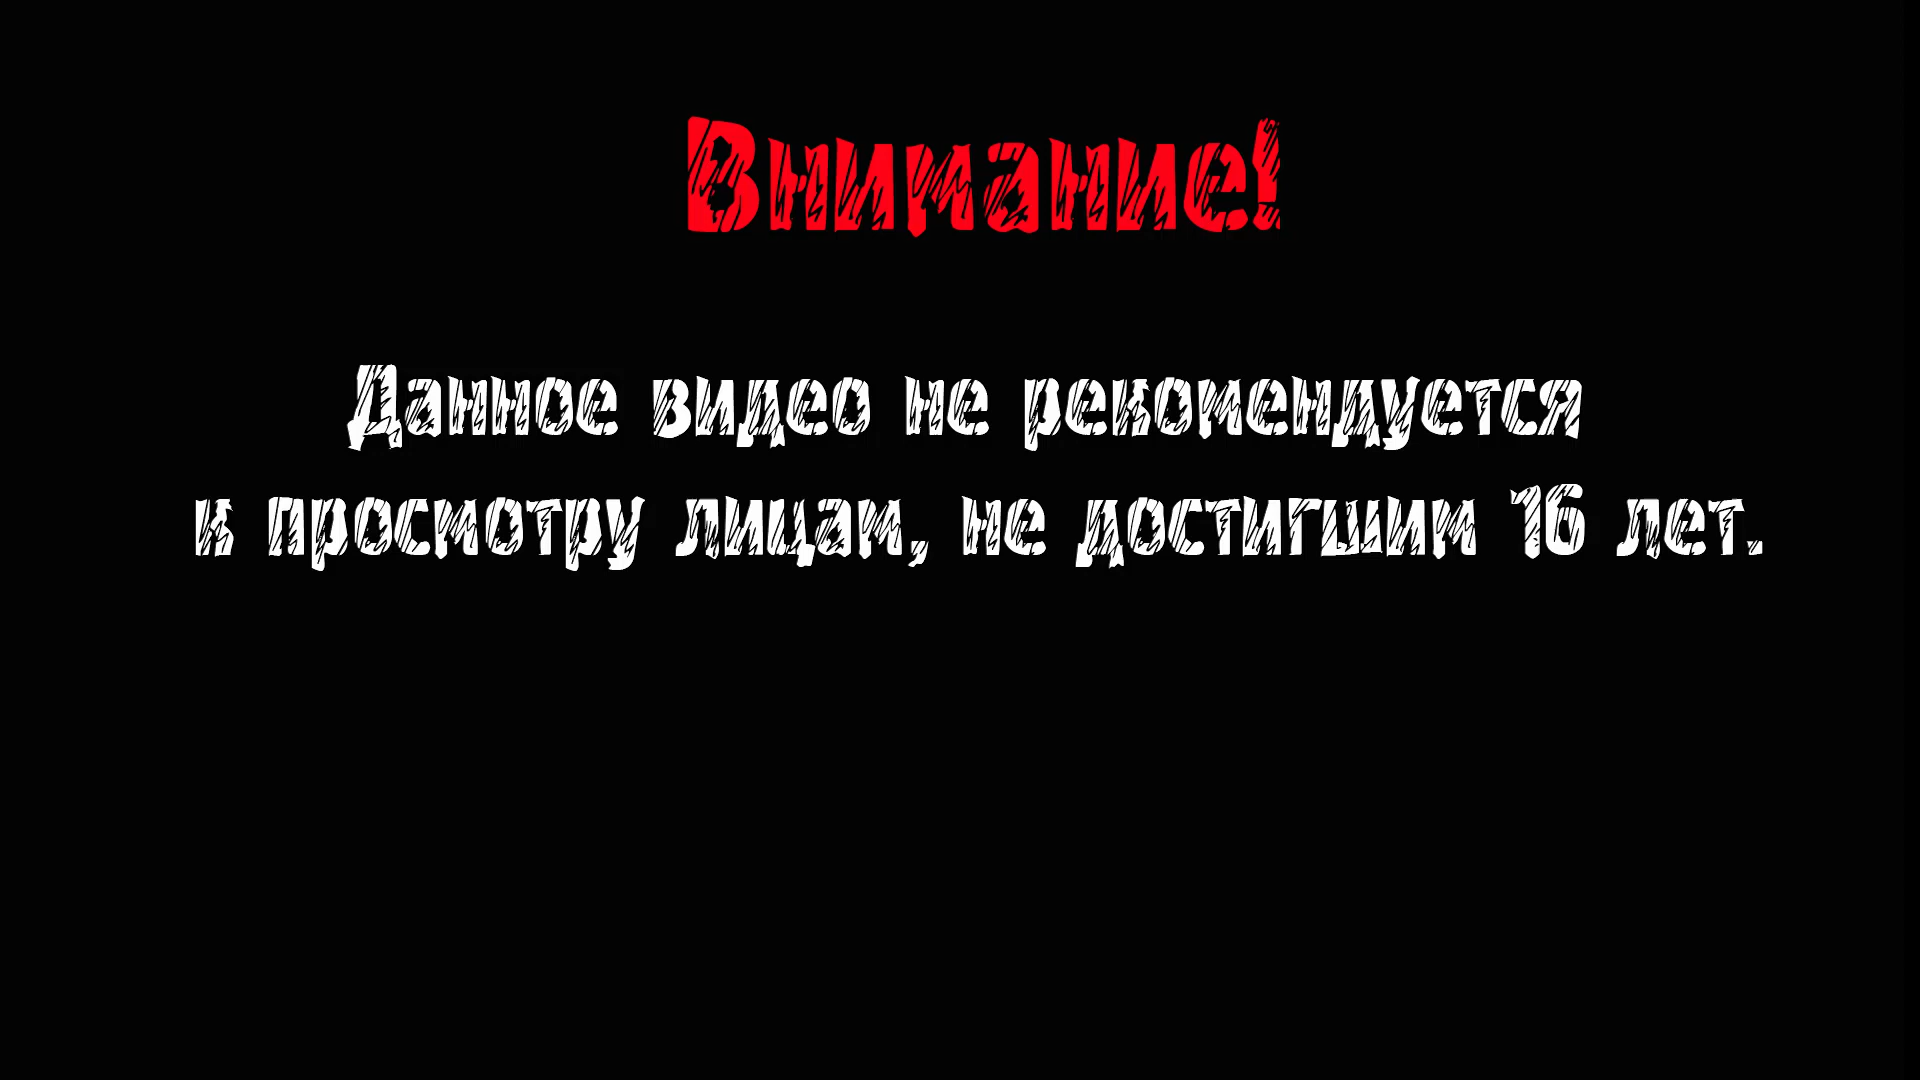 Внимание!
Данное видео не рекомендуется
к просмотру лицам, не достигшим 16 лет.